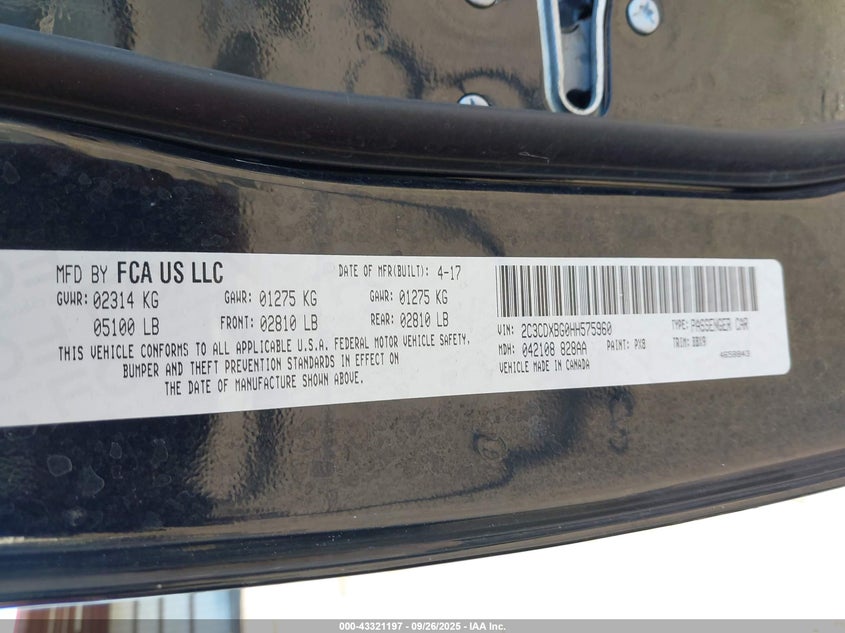 MFD BY FCA US LLC
DATE OF MFR(BUILT): 4-17
GVWR: 02314 KG
GAWR: 01275 KG
GAWR: 01275 KG
05100 LB
FRONT: 02810 LB
REAR: 02810 LB
THIS VEHICLE CONFORMS TO ALL APPLICABLE U.S.A. FEDERAL MOTOR VEHICLE SAFETY,
BUMPER AND THEFT PREVENTION STANDARDS IN EFFECT ON
THE DATE OF MANUFACTURE SHOWN ABOVE.
VIN: 2C3CDXBG0HH575960
TYPE: PASSENGER CAR
MDH: 042108 828AA
PAINT: PX8
TRIM: BBX9
VEHICLE MADE IN CANADA
4658843
000-43321197 - 09/26/2025 - IAA Inc.